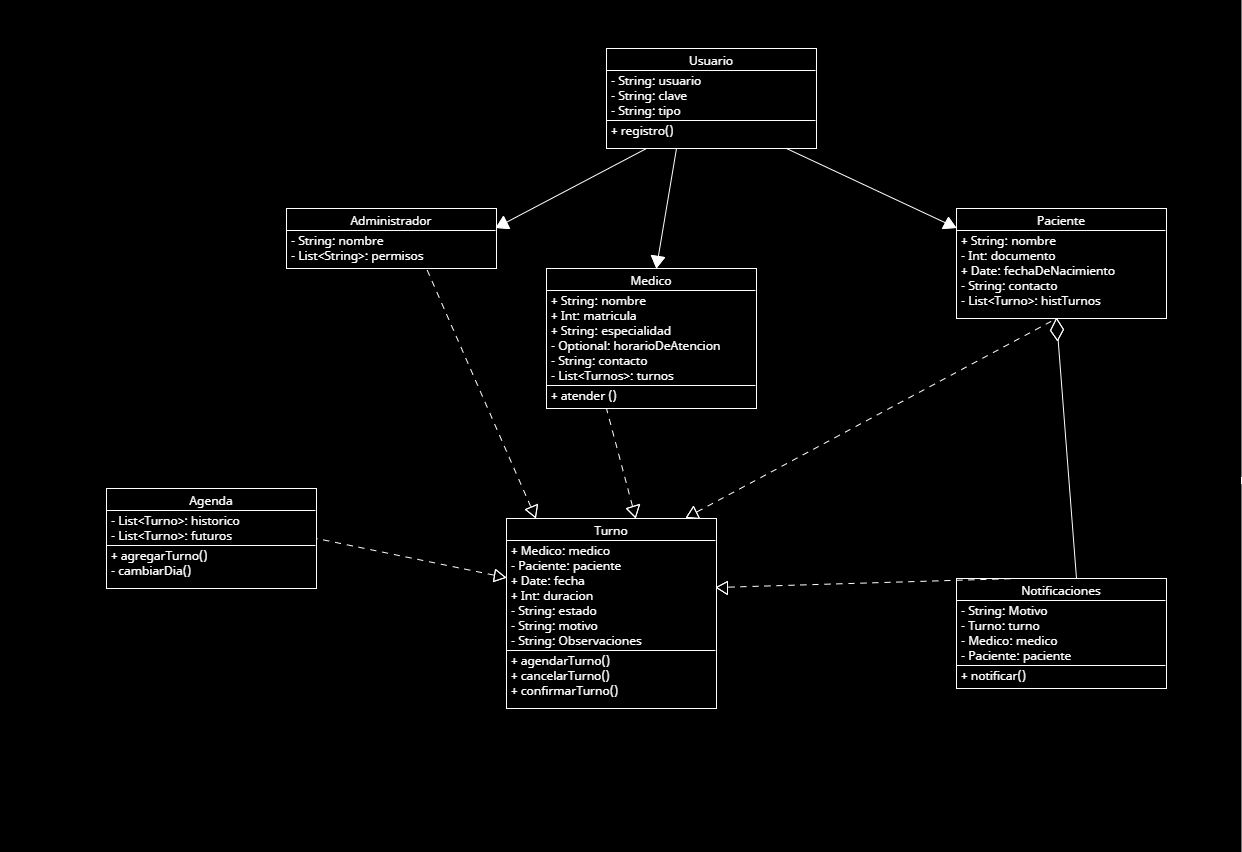 Usuario
- String: usuario
- String: clave
- String: tipo
+ registro()
Administrador
- String: nombre
- List<String>: permisos
Medico
+ String: nombre
+ Int: matricula
+ String: especialidad
- Optional: horarioDeAtencion
- String: contacto
- List<Turnos>: turnos
+ atender ()
Paciente
+ String: nombre
- Int: documento
+ Date: fechaDeNacimiento
- String: contacto
- List<Turno>: histTurnos
Agenda
- List<Turno>: historico
- List<Turno>: futuros
+ agregarTurno()
- cambiarDia()
Turno
+ Medico: medico
- Paciente: paciente
+ Date: fecha
+ Int: duracion
- String: estado
- String: motivo
- String: Observaciones
+ agendarTurno()
+ cancelarTurno()
+ confirmarTurno()
Notificaciones
- String: Motivo
- Turno: turno
- Medico: medico
- Paciente: paciente
+ notificar()